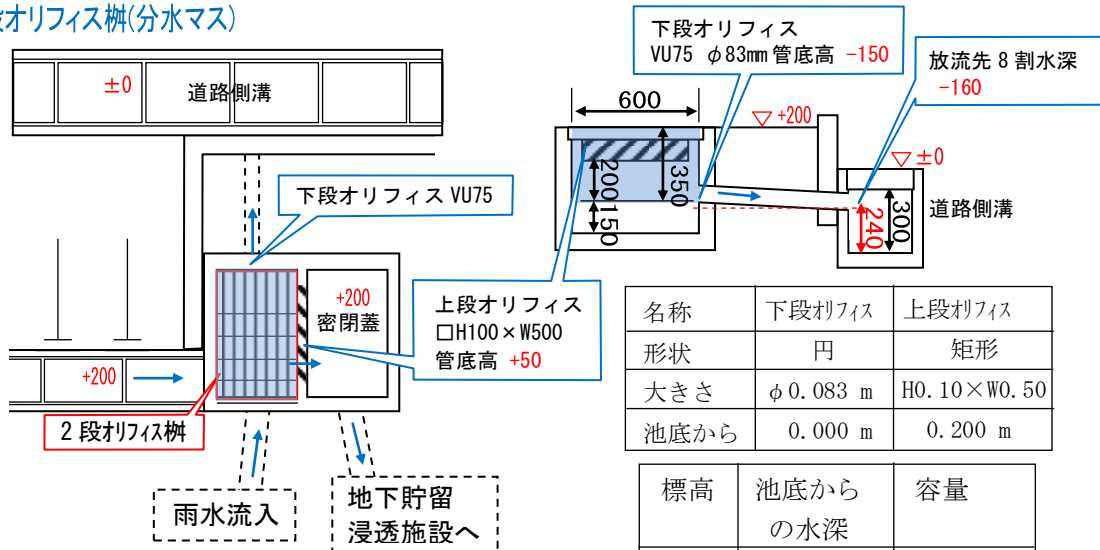 オリフィス桝(分水マス)
±0
道路側溝
下段オリフィス VU75
+200
密閉蓋
上段オリフィス
□H100×W500
管底高 +50
+200
2段オリフィス桝
雨水流入
地下貯留
浸透施設へ
下段オリフィス
VU75 φ83mm 管底高 -150
放流先8割水深
-160
600
▽ +200
▽ ±0
200
350
150
240
300
道路側溝
名称 下段オリフィス 上段オリフィス
形状 円 矩形
大きさ φ0.083 m H0.10×W0.50
池底から 0.000 m 0.200 m
標高 池底から 容量
の水深